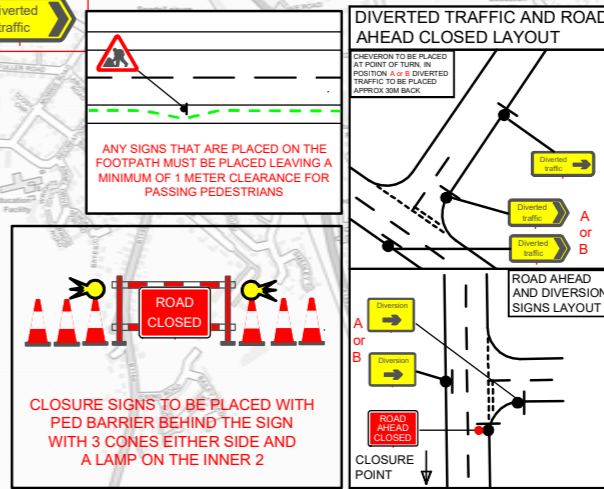 Diverted
traffic
ANY SIGNS THAT ARE PLACED ON THE
FOOTPATH MUST BE PLACED LEAVING A
MINIMUM OF 1 METER CLEARANCE FOR
PASSING PEDESTRIANS
ROAD
CLOSED
CLOSURE SIGNS TO BE PLACED WITH
PED BARRIER BEHIND THE SIGN
WITH 3 CONES EITHER SIDE AND
A LAMP ON THE INNER 2
DIVERTED TRAFFIC AND ROAD
AHEAD CLOSED LAYOUT
CHEVERON TO BE PLACED
AT POINT OF TURN, IN
POSITION A or B DIVERTED
TRAFFIC TO BE PLACED
APPROX 30M BACK
Diverted
traffic
Diverted
traffic
A
or
B
Diverted
traffic
ROAD AHEAD
AND DIVERSION
SIGNS LAYOUT
A
or
B
Diversion
Diversion
ROAD
AHEAD
CLOSED
CLOSURE
POINT